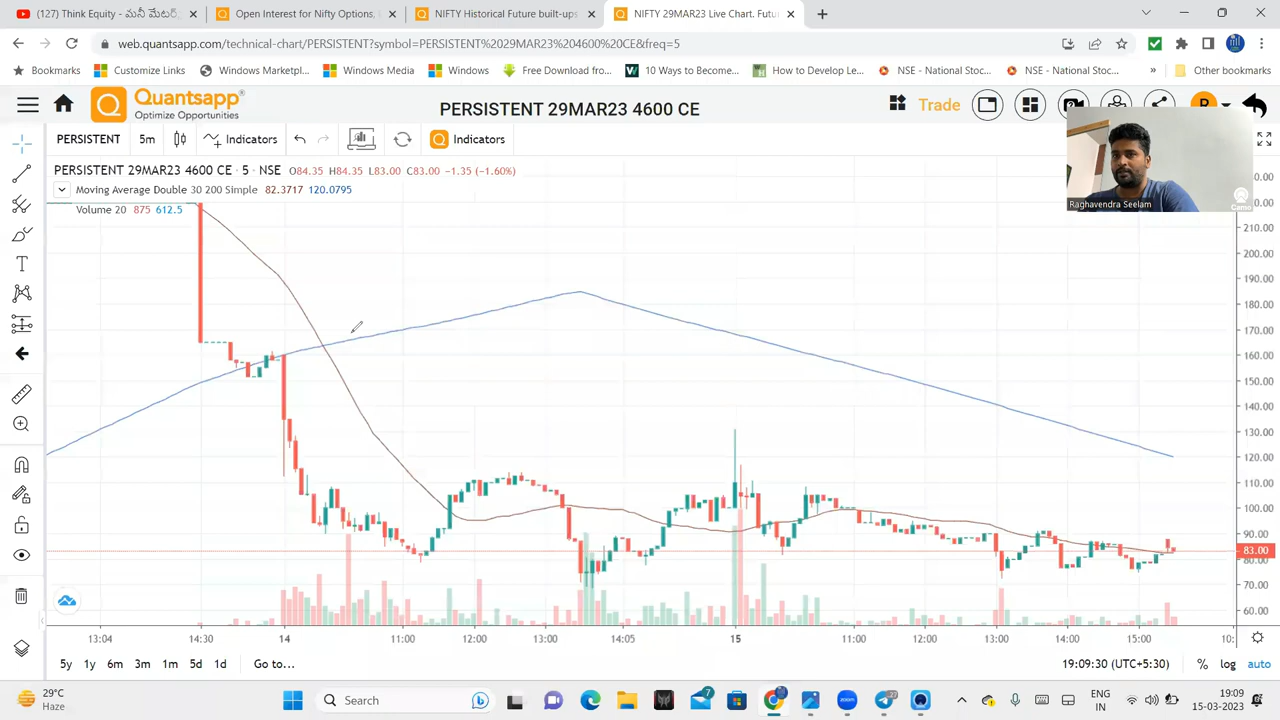 (127) Think Equity - మనీ మేటర్,
Open Interest for Nifty Options, I
NIFTY Historical Future built-ups
NIFTY 29MAR23 Live Chart. Futu
web.quantsapp.com/technical-chart/PERSISTENT?symbol=PERSISTENT%2029MAR23%204600%20CE&freq=5
Bookmarks
Customize Links
Windows Marketpl...
Windows Media
Windows
Free Download fro...
10 Ways to Become...
How to Develop Le...
NSE - National Stoc...
NSE - National Stoc...
»
Other bookmarks
Quantsapp
Optimize Opportunities
PERSISTENT 29MAR23 4600 CE
Trade
R
PERSISTENT
5m
Indicators
Indicators
PERSISTENT 29MAR23 4600 CE · 5 · NSE O84.35 H84.35 L83.00 C83.00 -1.35 (-1.60%)
Moving Average Double 30 200 Simple 82.3717 120.0795
Volume 20 875 612.5
Raghavendra Seelam
Camo
210.00
200.00
190.00
180.00
170.00
160.00
150.00
140.00
130.00
120.00
110.00
100.00
90.00
83.00
80.00
70.00
60.00
13:04
14:30
14
11:00
12:00
13:00
14:05
15
11:00
12:00
13:00
14:00
15:00
10:
5y
1y
6m
3m
1m
5d
1d
Go to...
19:09:30 (UTC+5:30)
%
log
auto
29°C
Haze
Search
7
22
ENG
IN
19:09
15-03-2023